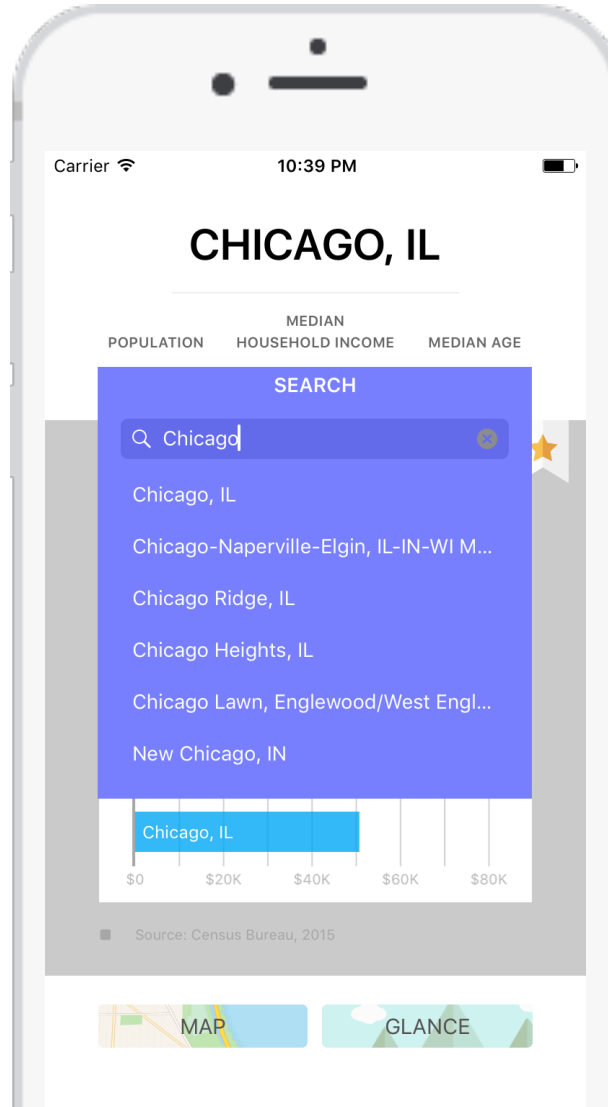 Carrier 10:39 PM
CHICAGO, IL
MEDIAN
POPULATION HOUSEHOLD INCOME MEDIAN AGE
SEARCH
Chicago
Chicago, IL
Chicago-Naperville-Elgin, IL-IN-WI M...
Chicago Ridge, IL
Chicago Heights, IL
Chicago Lawn, Englewood/West Engl...
New Chicago, IN
Chicago, IL
$0 $20K $40K $60K $80K
Source: Census Bureau, 2015
MAP GLANCE